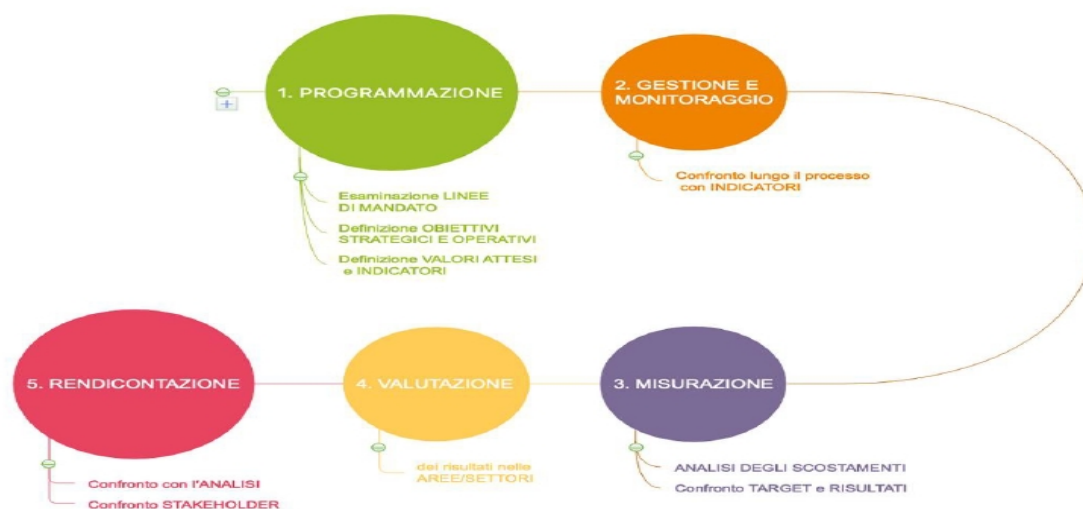 1. PROGRAMMAZIONE
2. GESTIONE E
MONITORAGGIO
Confronto lungo il processo
con INDICATORI
Esaminazione LINEE
DI MANDATO
Definizione OBIETTIVI
STRATEGICI E OPERATIVI
Definizione VALORI ATTESI
e INDICATORI
5. RENDICONTAZIONE
4. VALUTAZIONE
3. MISURAZIONE
Confronto con l'ANALISI
Confronto STAKEHOLDER
dei risultati nelle
AREE/SETTORI
ANALISI DEGLI SCOSTAMENTI
Confronto TARGET e RISULTATI